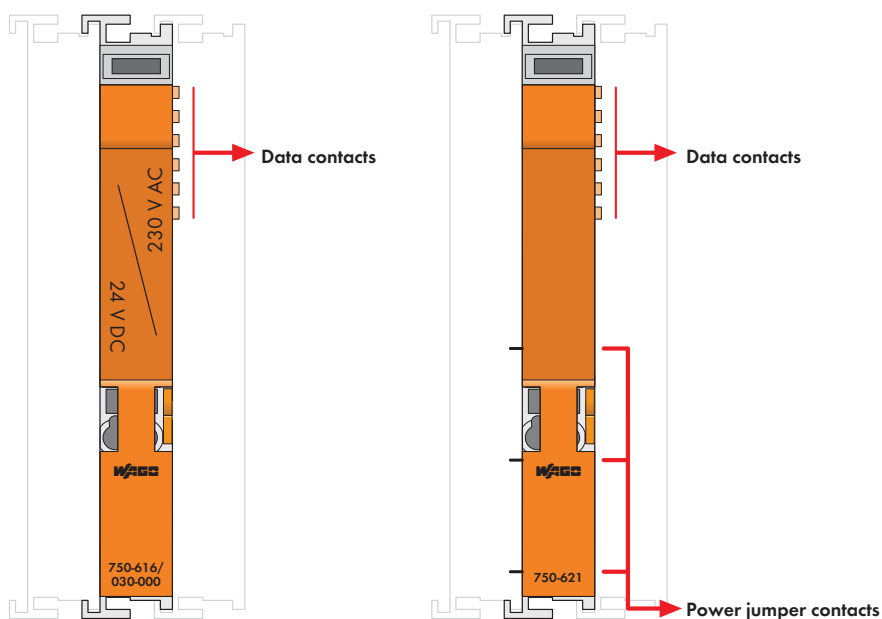 Data contacts
230 V AC
24 V DC
WAGO
750-616/
030-000
Data contacts
WAGO
750-621
Power jumper contacts